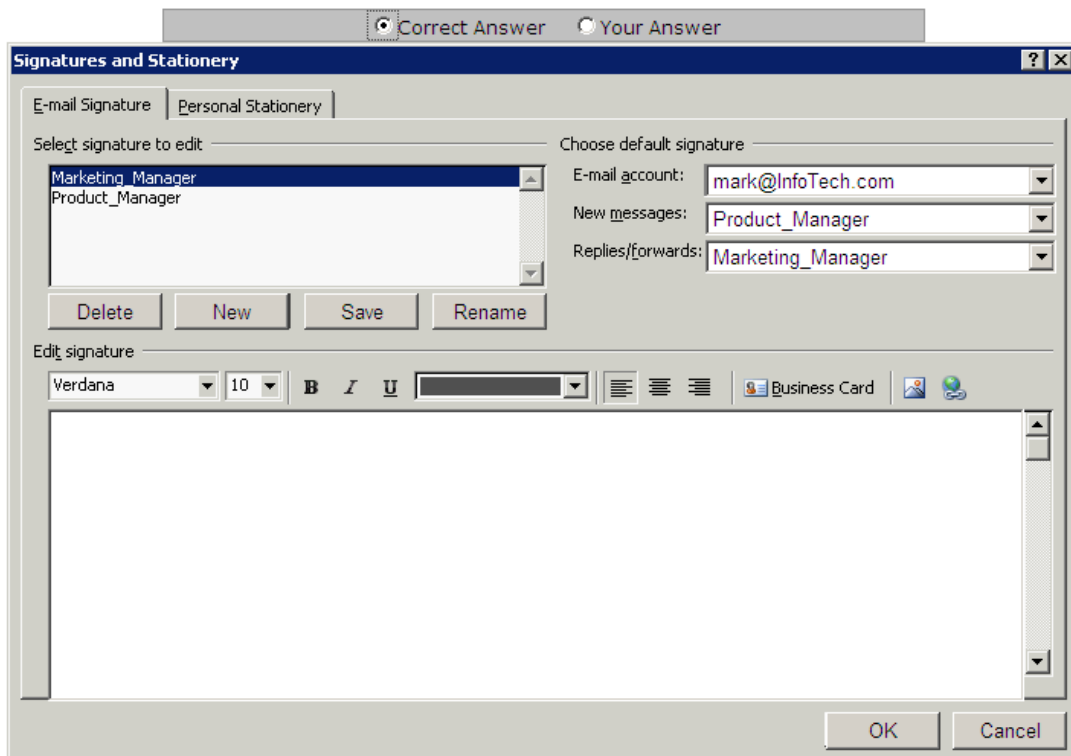 Correct Answer Your Answer
Signatures and Stationery
E-mail Signature Personal Stationery
Select signature to edit
Marketing_Manager
Product_Manager
Delete New Save Rename
Choose default signature
E-mail account: mark@InfoTech.com
New messages: Product_Manager
Replies/forwards: Marketing_Manager
Edit signature
Verdana 10 B I U Business Card
OK Cancel